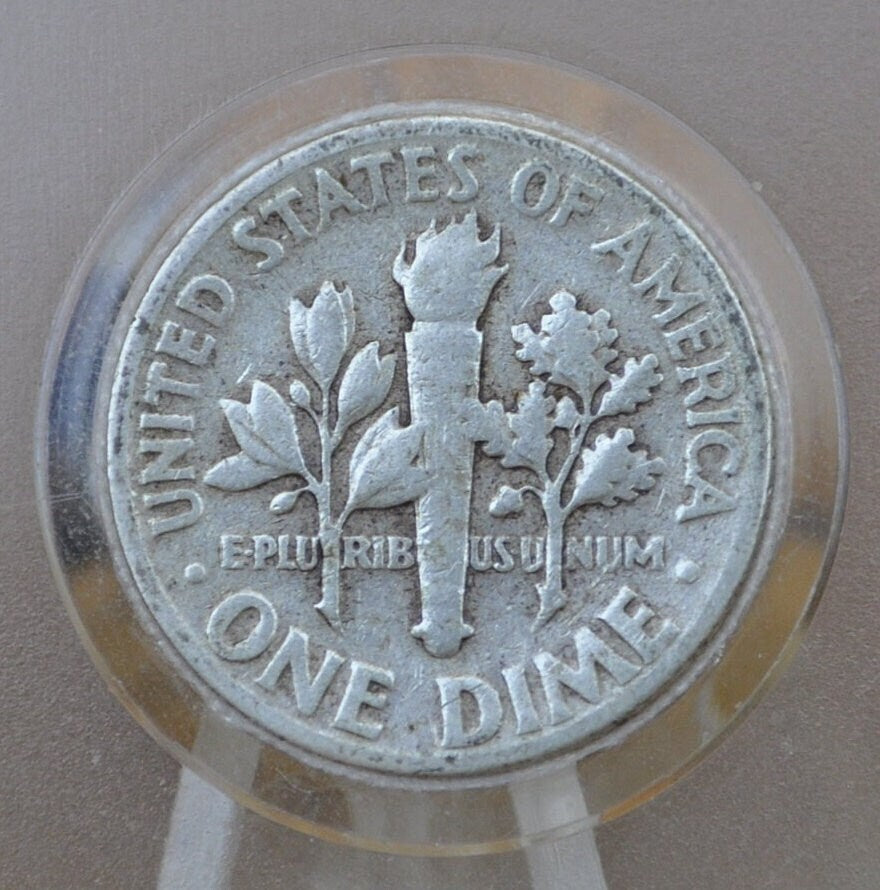 UNITED STATES OF AMERICA
E·PLURIBUS UNUM
· ONE DIME ·